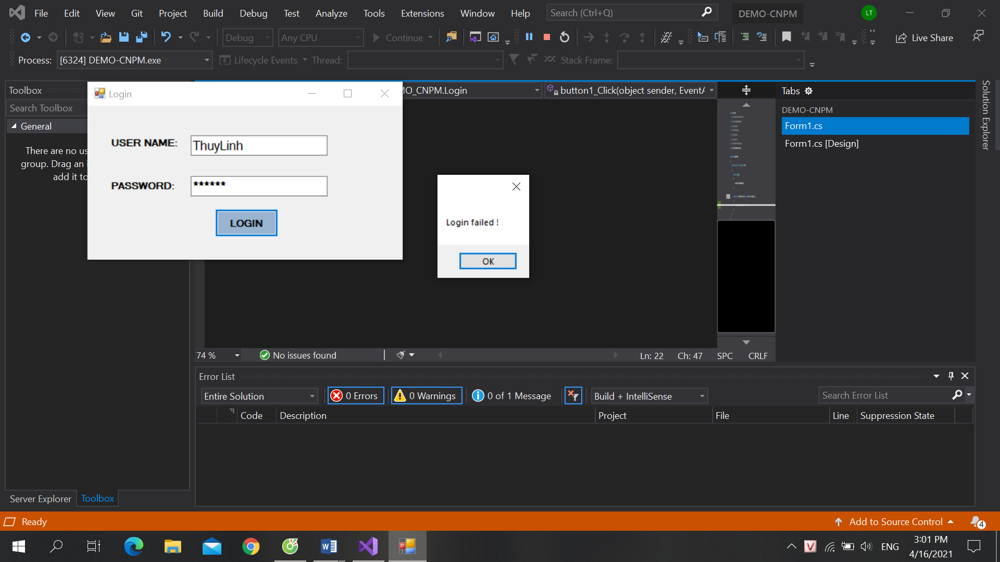 File Edit View Git Project Build Debug Test Analyze Tools Extensions Window Help Search (Ctrl+Q) DEMO-CNPM LT
Debug Any CPU Continue Live Share
Process: [6324] DEMO-CNPM.exe Lifecycle Events Thread: Stack Frame:
Toolbox
Search Toolbox
General
There are no us
group. Drag an i
add it to
Login
USER NAME: ThuyLinh
PASSWORD: ******
LOGIN
MO_CNPM.Login button1_Click(object sender, EventA
Login failed !
OK
Tabs
DEMO-CNPM
Form1.cs
Form1.cs [Design]
Solution Explorer
74 % No issues found Ln: 22 Ch: 47 SPC CRLF
Error List
Entire Solution 0 Errors 0 Warnings 0 of 1 Message Build + IntelliSense Search Error List
Code Description Project File Line Suppression State
Server Explorer Toolbox
Ready Add to Source Control 4
ENG 3:01 PM
4/16/2021